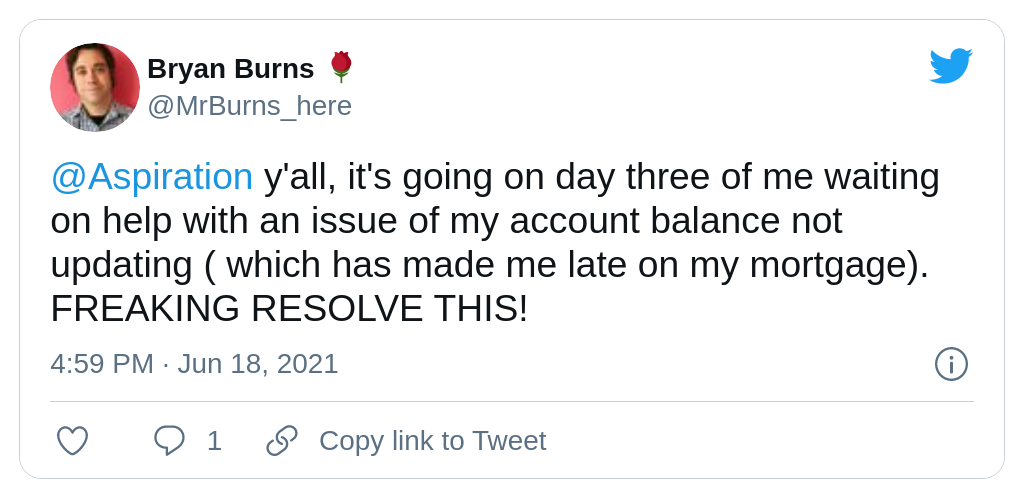 Bryan Burns 🌹
@MrBurns_here
@Aspiration y'all, it's going on day three of me waiting
on help with an issue of my account balance not
updating ( which has made me late on my mortgage).
FREAKING RESOLVE THIS!
4:59 PM · Jun 18, 2021
1 Copy link to Tweet